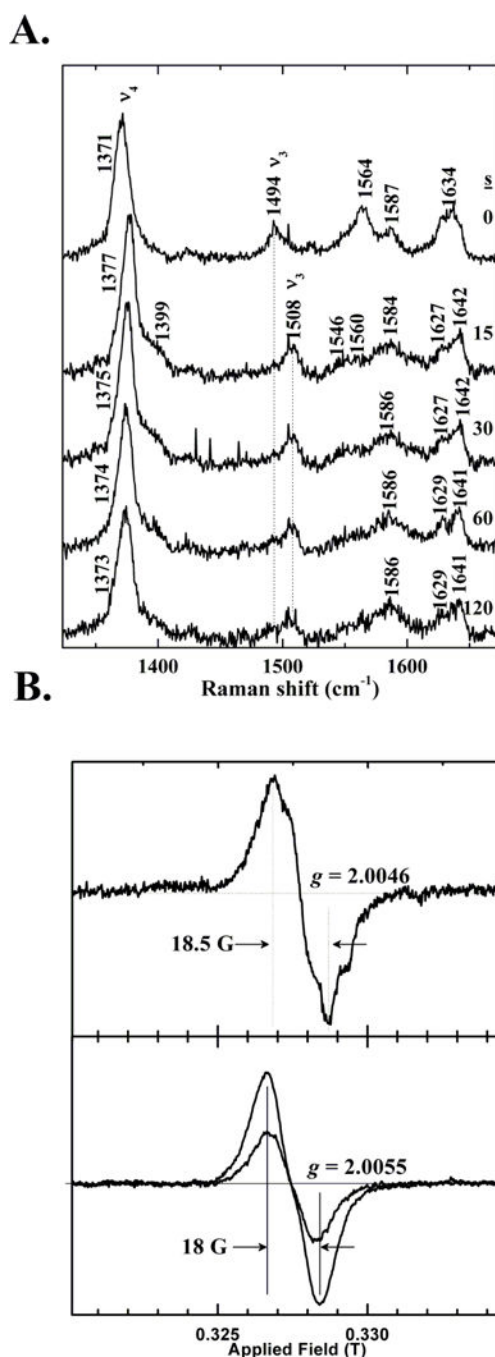 A.
ν4
1371
1494
ν3
1564
1587
1634
s
0
1377
1399
1508
ν3
1546
1560
1584
1627
1642
15
1375
1586
1627
1642
30
1374
1586
1629
1641
60
1373
1586
1629
1641
120
1400 1500 1600
Raman shift (cm-1)
B.
g = 2.0046
18.5 G
g = 2.0055
18 G
0.325 0.330
Applied Field (T)